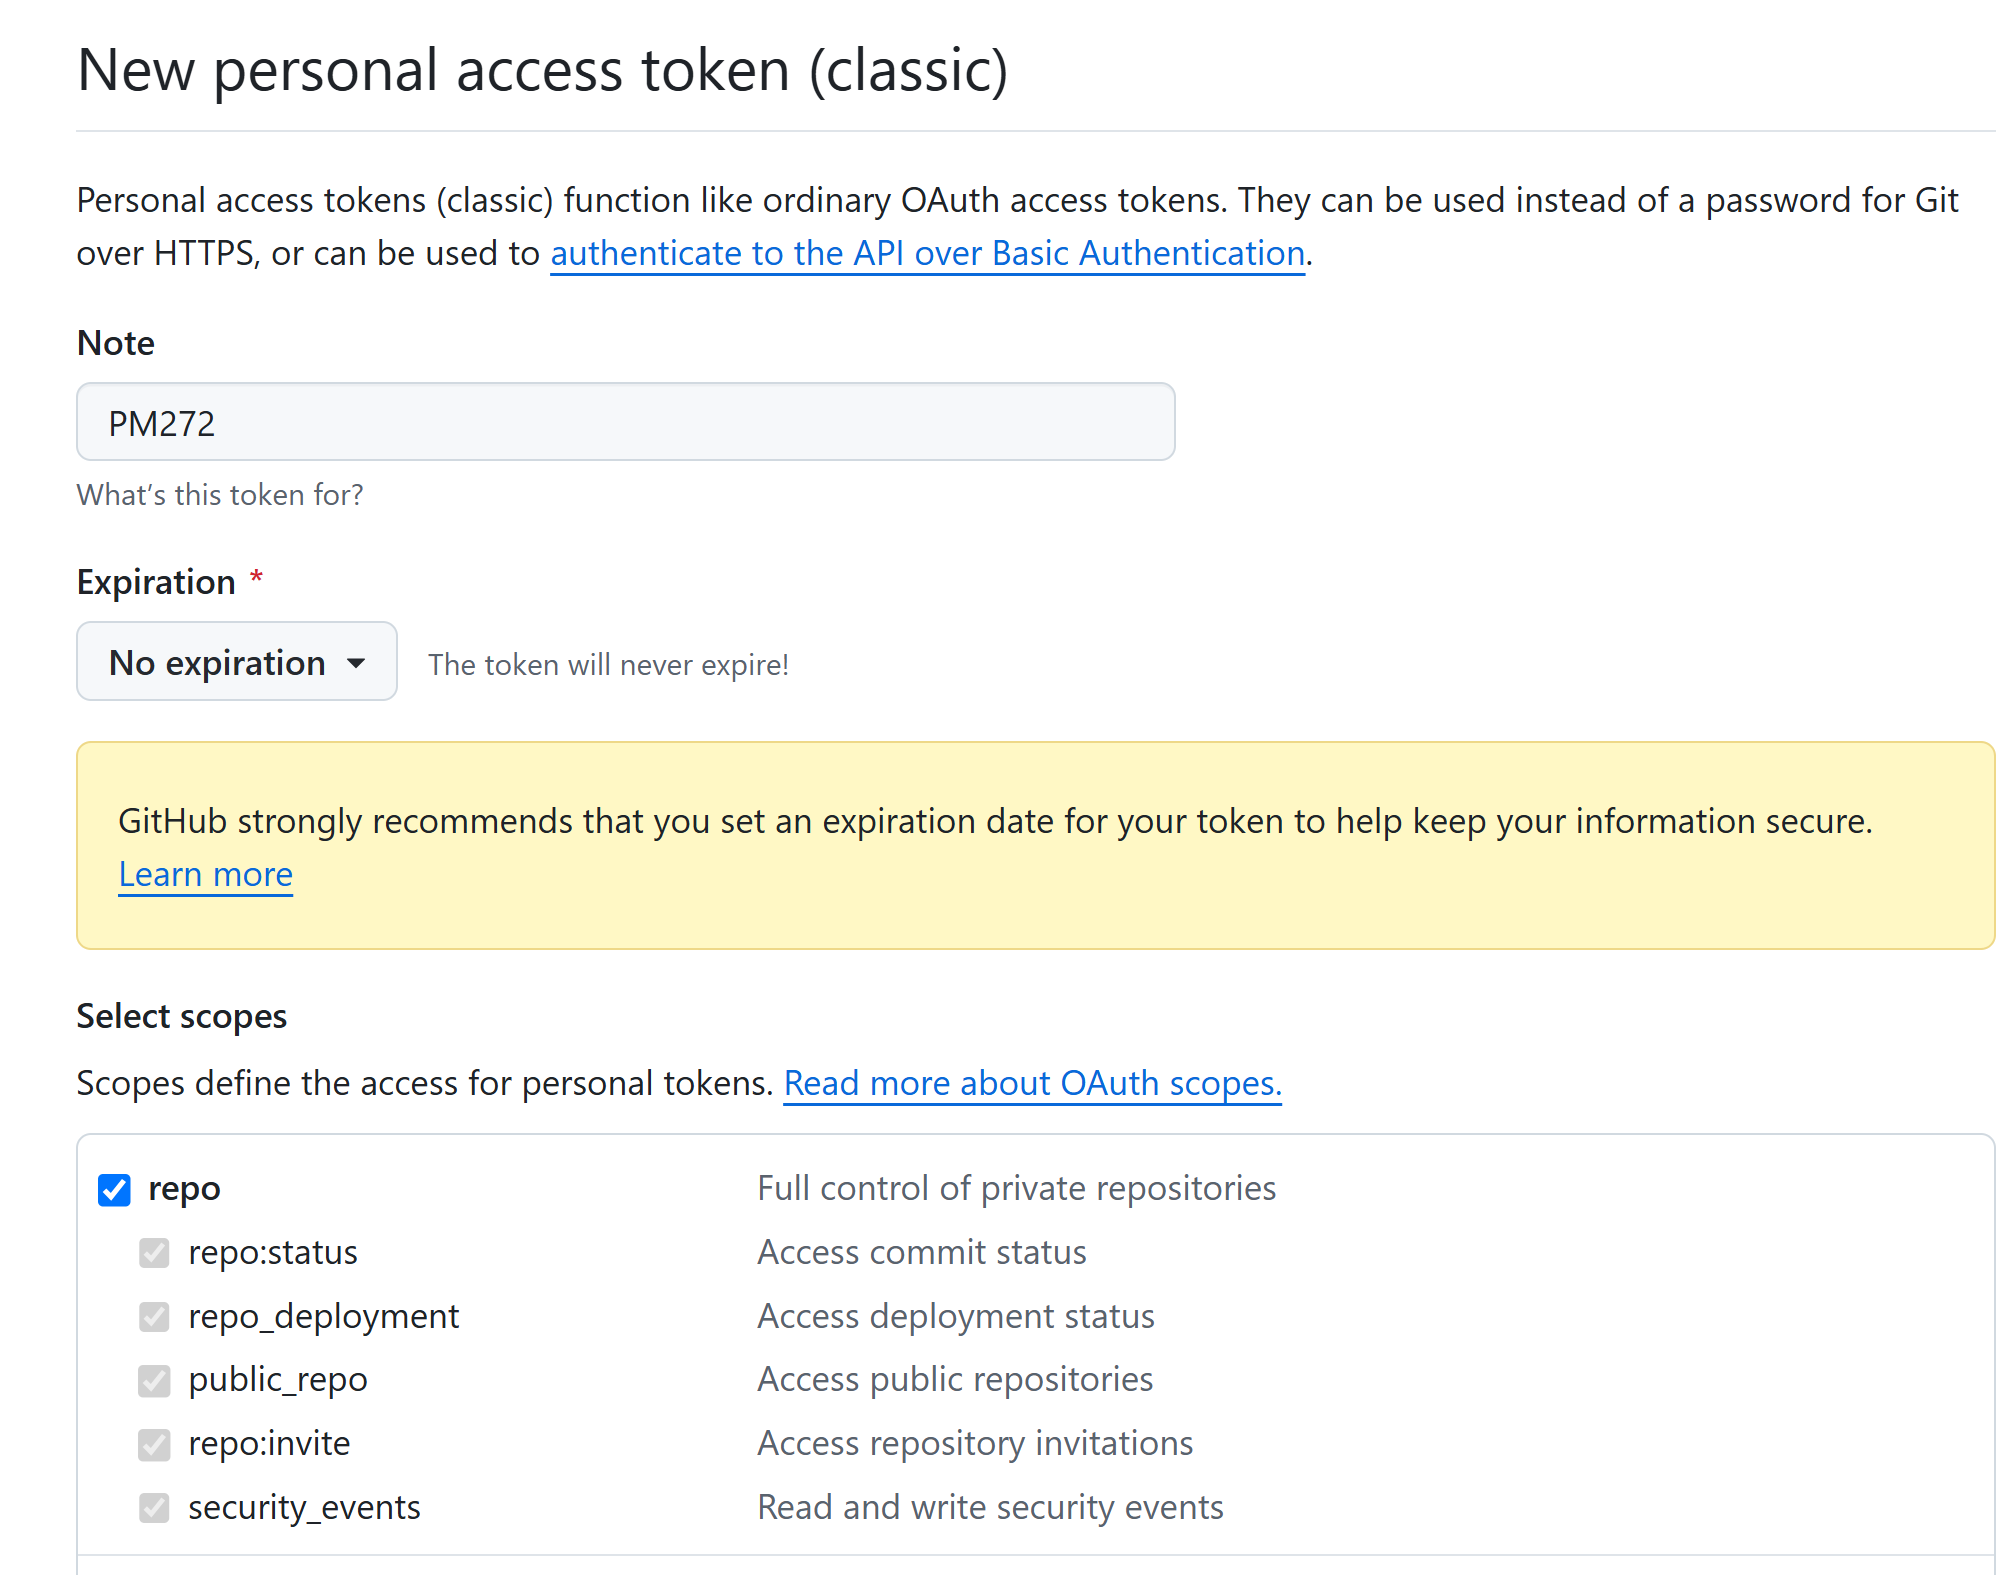 New personal access token (classic)
Personal access tokens (classic) function like ordinary OAuth access tokens. They can be used instead of a password for Git
over HTTPS, or can be used to authenticate to the API over Basic Authentication.
Note
PM272
What's this token for?
Expiration *
No expiration The token will never expire!
GitHub strongly recommends that you set an expiration date for your token to help keep your information secure.
Learn more
Select scopes
Scopes define the access for personal tokens. Read more about OAuth scopes.
repo Full control of private repositories
repo:status Access commit status
repo_deployment Access deployment status
public_repo Access public repositories
repo:invite Access repository invitations
security_events Read and write security events